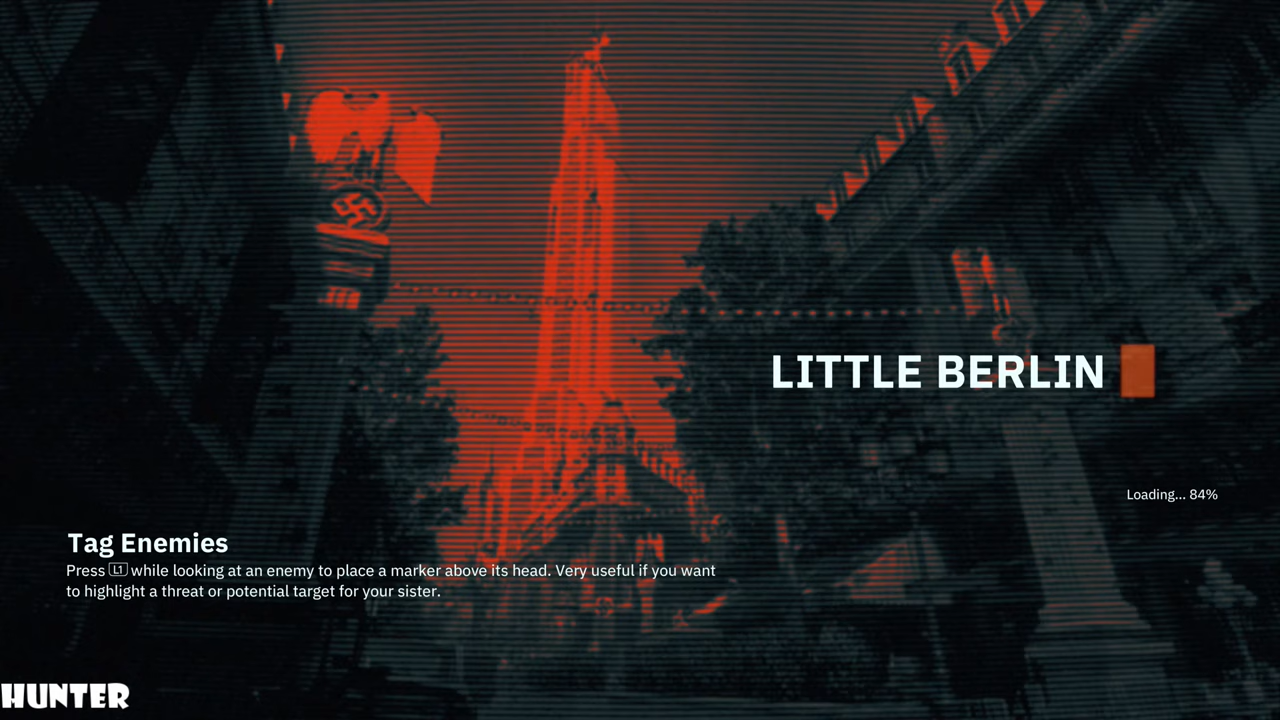 LITTLE BERLIN
Loading... 84%
Tag Enemies
Press L1 while looking at an enemy to place a marker above its head. Very useful if you want
to highlight a threat or potential target for your sister.
HUNTER